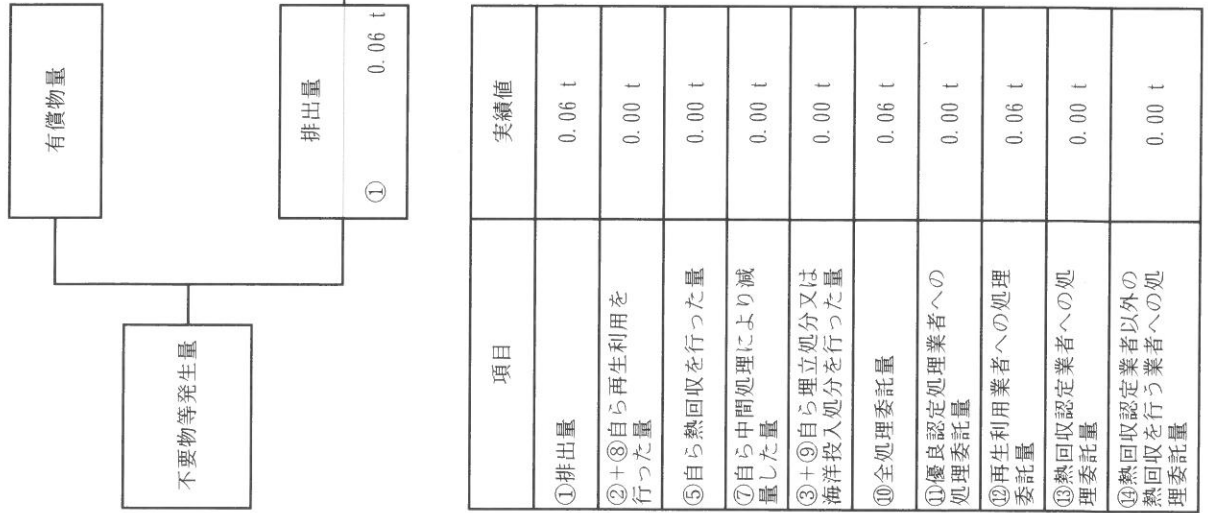 不要物等発生量
有償物量
排出量
① 0.06 t
項目 実績値
①排出量 0.06 t
②+⑧自ら再生利用を
行った量 0.00 t
⑤自ら熱回収を行った量 0.00 t
⑦自ら中間処理により減
量した量 0.00 t
③+⑨自ら埋立処分又は
海洋投入処分を行った量 0.00 t
⑩全処理委託量 0.06 t
⑪優良認定処理業者への
処理委託量 0.00 t
⑫再生利用業者への処理
委託量 0.06 t
⑬熱回収認定業者への処
理委託量 0.00 t
⑭熱回収認定業者以外の
熱回収を行う業者への処
理委託量 0.00 t